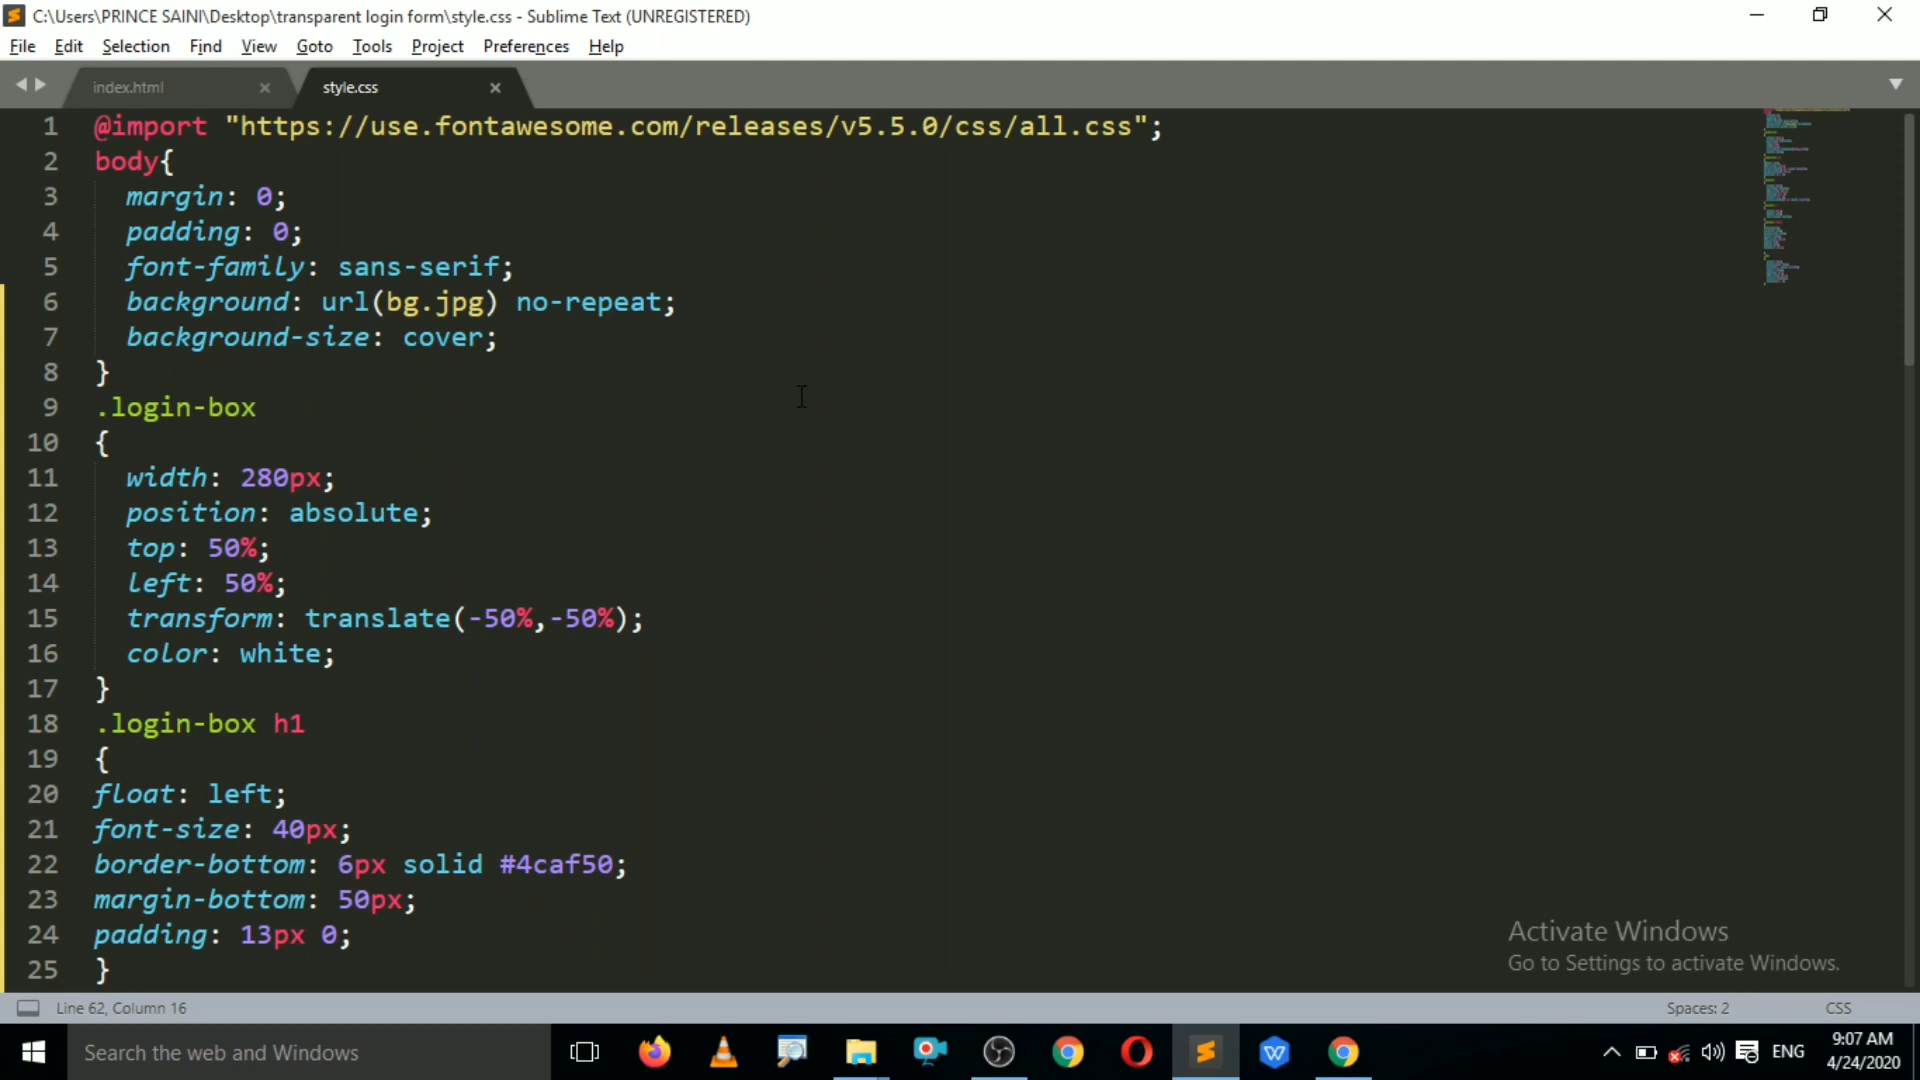 C:\Users\PRINCE SAINI\Desktop\transparent login form\style.css - Sublime Text (UNREGISTERED)
File Edit Selection Find View Goto Tools Project Preferences Help
index.html style.css
1 @import "https://use.fontawesome.com/releases/v5.5.0/css/all.css";
2 body{
3 margin: 0;
4 padding: 0;
5 font-family: sans-serif;
6 background: url(bg.jpg) no-repeat;
7 background-size: cover;
8 }
9 .login-box
10 {
11 width: 280px;
12 position: absolute;
13 top: 50%;
14 left: 50%;
15 transform: translate(-50%,-50%);
16 color: white;
17 }
18 .login-box h1
19 {
20 float: left;
21 font-size: 40px;
22 border-bottom: 6px solid #4caf50;
23 margin-bottom: 50px;
24 padding: 13px 0;
25 }
Activate Windows
Go to Settings to activate Windows.
Line 62, Column 16 Spaces: 2 CSS
Search the web and Windows
ENG
9:07 AM
4/24/2020